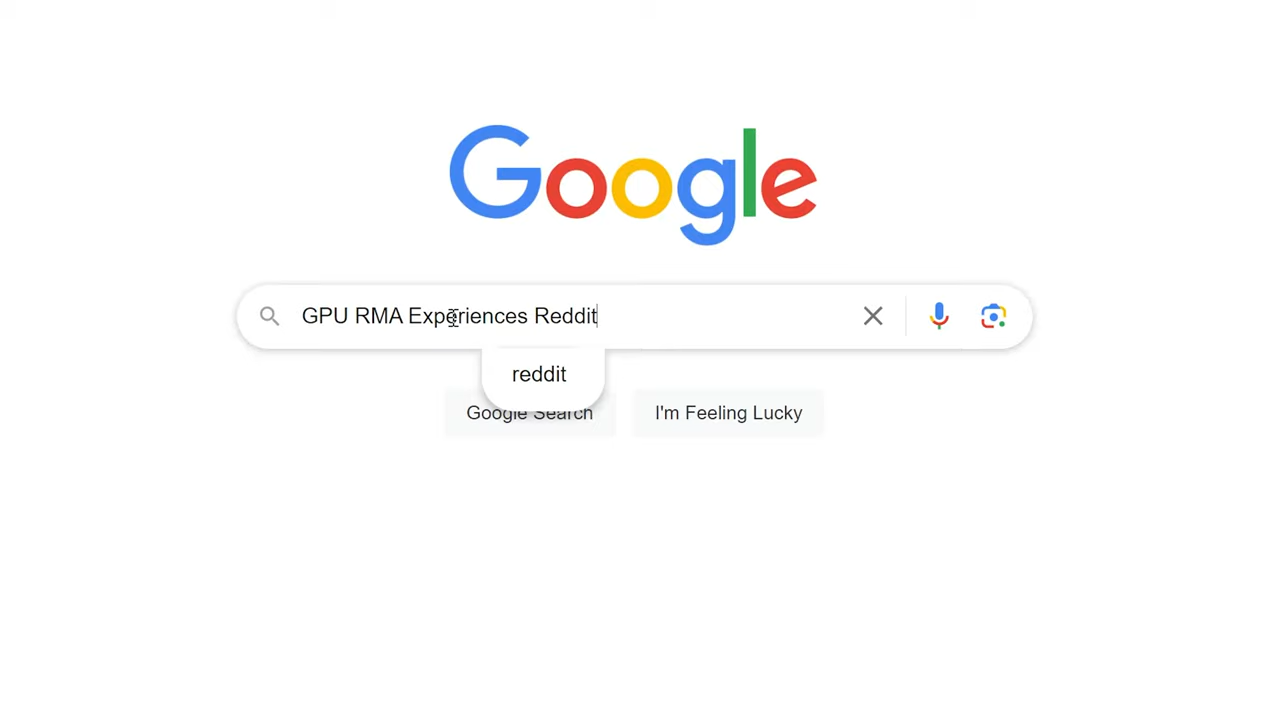 Google
GPU RMA Experiences Reddit
reddit
Google Search
I'm Feeling Lucky